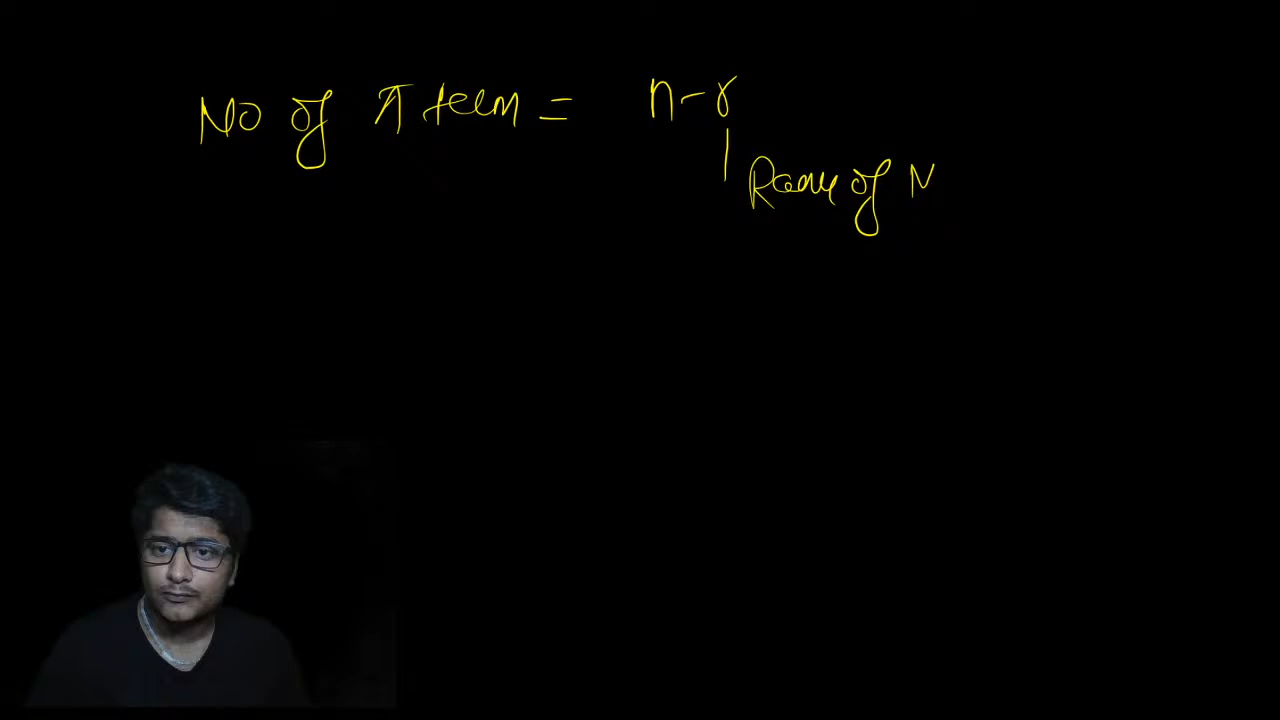 No of π term = n-r
Rank of M